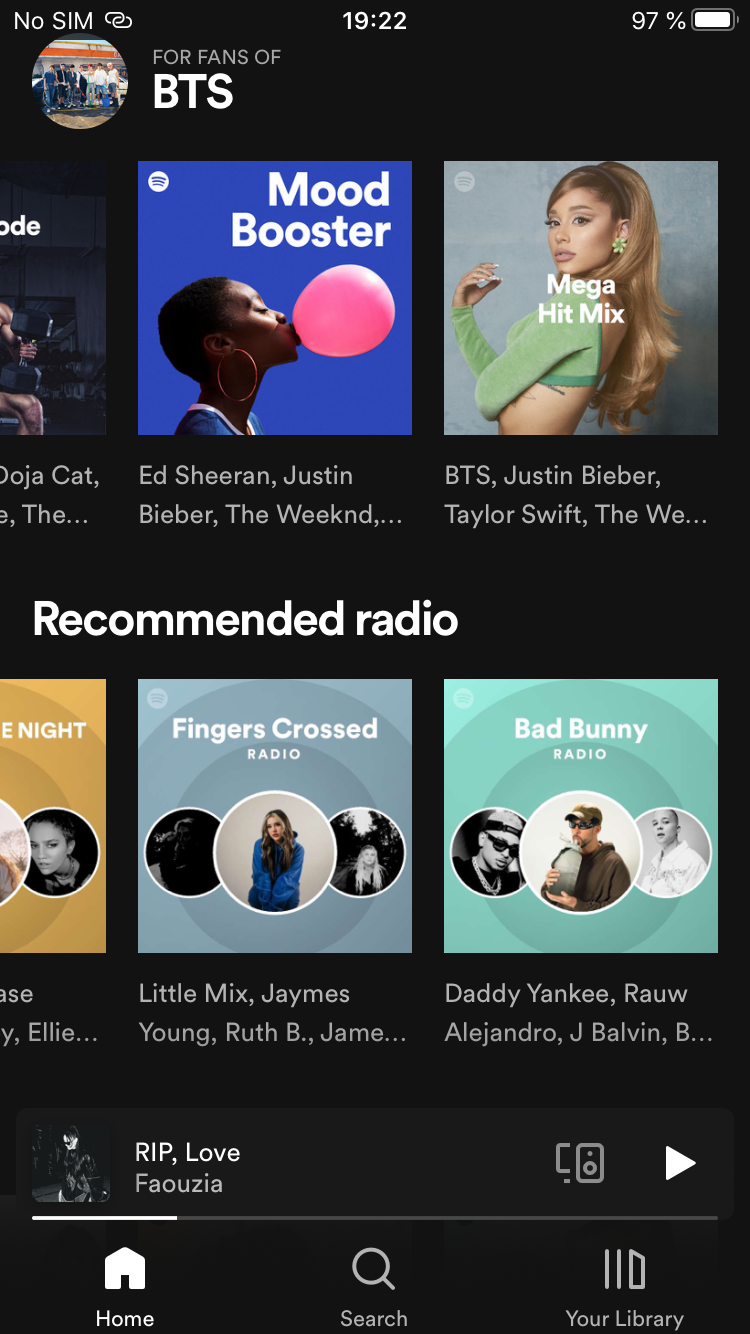 No SIM
19:22
97 %
FOR FANS OF
BTS
ode
Mood
Booster
Mega
Hit Mix
Doja Cat,
e, The...
Ed Sheeran, Justin
Bieber, The Weeknd,...
BTS, Justin Bieber,
Taylor Swift, The We...
Recommended radio
E NIGHT
Fingers Crossed
RADIO
Bad Bunny
RADIO
ase
y, Ellie...
Little Mix, Jaymes
Young, Ruth B., Jame...
Daddy Yankee, Rauw
Alejandro, J Balvin, B...
RIP, Love
Faouzia
Home
Search
Your Library